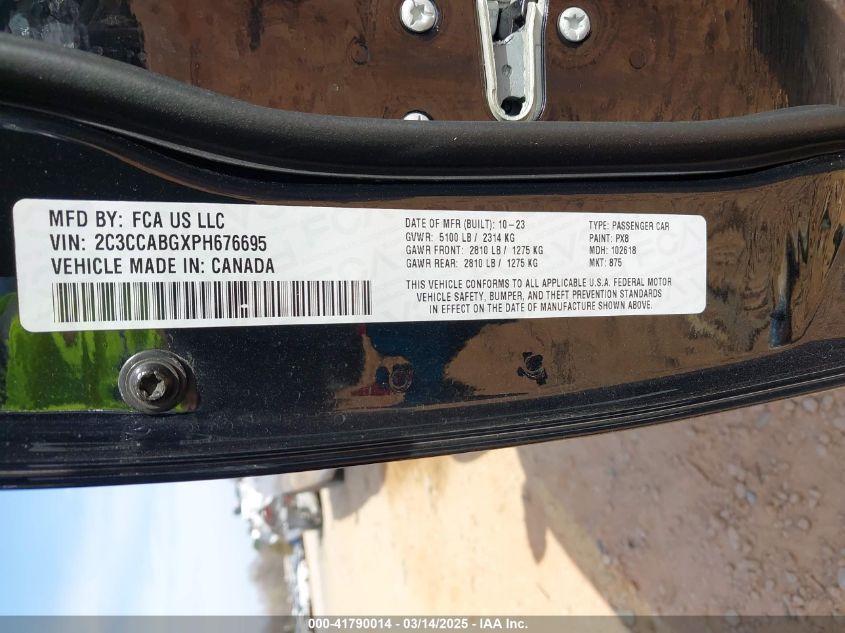 MFD BY: FCA US LLC
VIN: 2C3CCABGXPH676695
VEHICLE MADE IN: CANADA
DATE OF MFR (BUILT): 10-23
GVWR: 5100 LB / 2314 KG
GAWR FRONT: 2810 LB / 1275 KG
GAWR REAR: 2810 LB / 1275 KG
TYPE: PASSENGER CAR
PAINT: PX8
MDH: 102618
MKT: 875
THIS VEHICLE CONFORMS TO ALL APPLICABLE U.S.A. FEDERAL MOTOR
VEHICLE SAFETY, BUMPER, AND THEFT PREVENTION STANDARDS
IN EFFECT ON THE DATE OF MANUFACTURE SHOWN ABOVE.
000-41790014 - 03/14/2025 - IAA Inc.